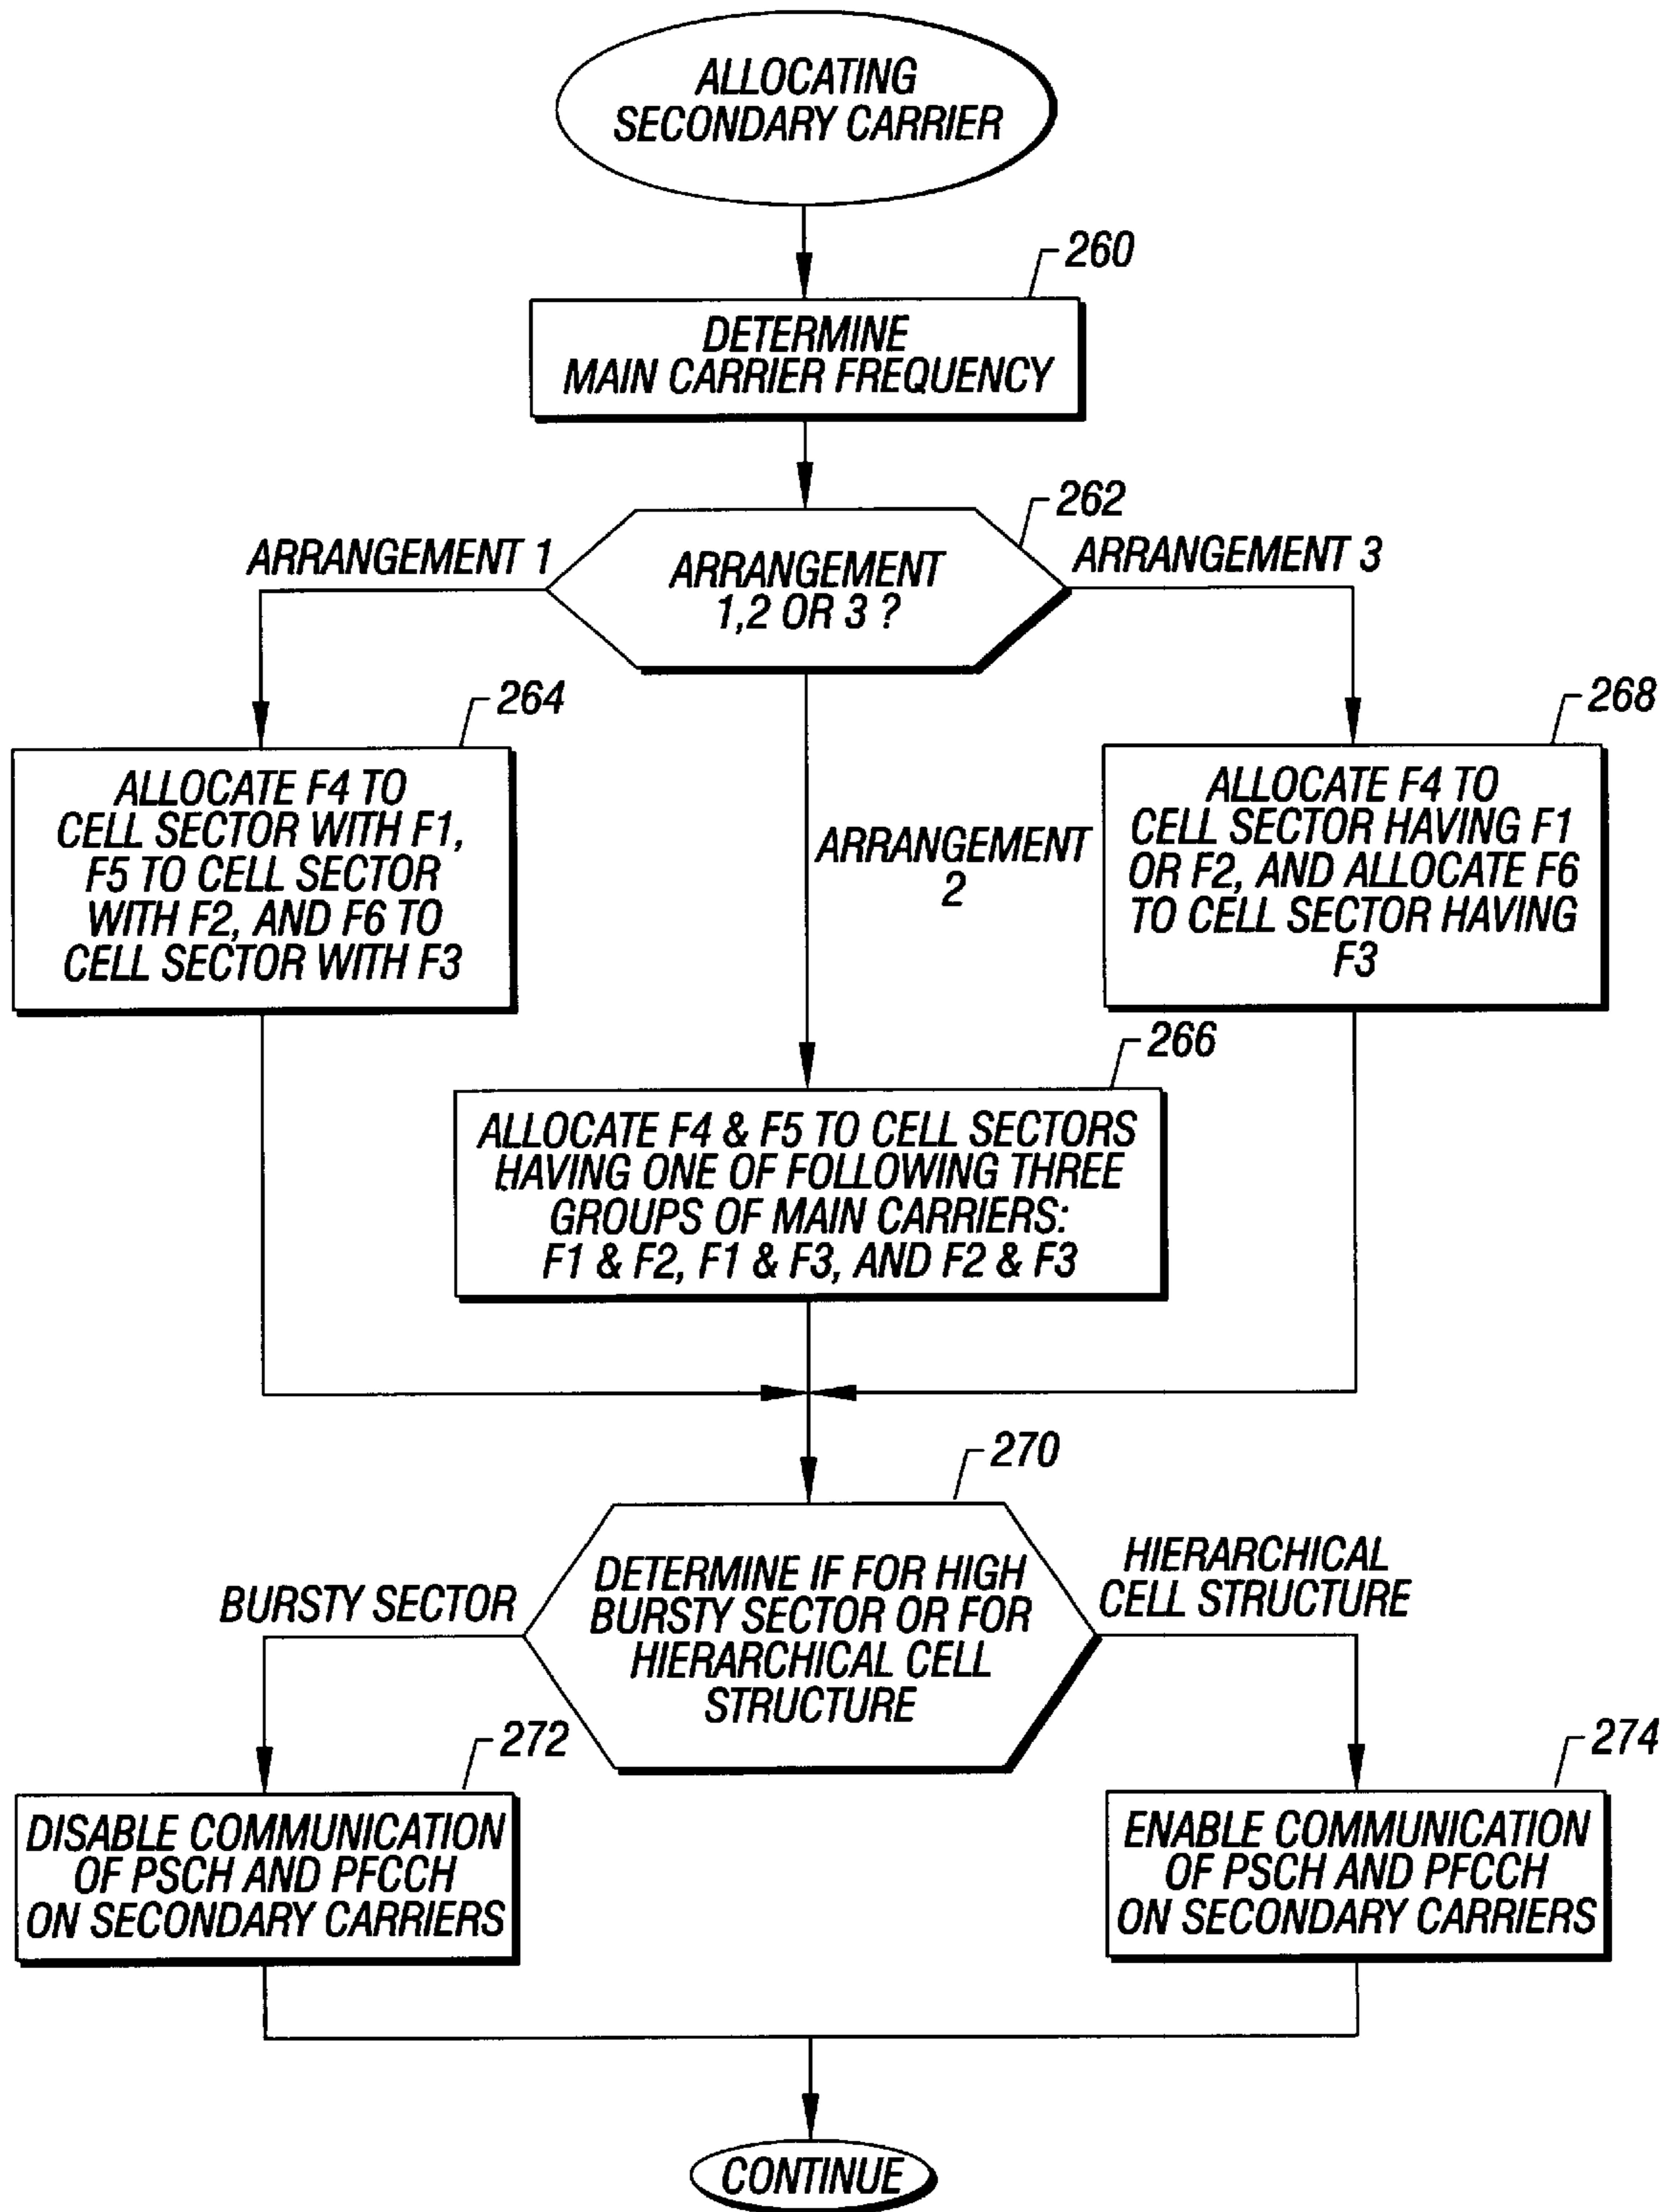 ALLOCATING
SECONDARY CARRIER
260
DETERMINE
MAIN CARRIER FREQUENCY
262
ARRANGEMENT 1
ARRANGEMENT
1,2 OR 3 ?
ARRANGEMENT 3
264
ALLOCATE F4 TO
CELL SECTOR WITH F1,
F5 TO CELL SECTOR
WITH F2, AND F6 TO
CELL SECTOR WITH F3
ARRANGEMENT
2
268
ALLOCATE F4 TO
CELL SECTOR HAVING F1
OR F2, AND ALLOCATE F6
TO CELL SECTOR HAVING
F3
266
ALLOCATE F4 & F5 TO CELL SECTORS
HAVING ONE OF FOLLOWING THREE
GROUPS OF MAIN CARRIERS:
F1 & F2, F1 & F3, AND F2 & F3
270
BURSTY SECTOR
DETERMINE IF FOR HIGH
BURSTY SECTOR OR FOR
HIERARCHICAL CELL
STRUCTURE
HIERARCHICAL
CELL STRUCTURE
272
DISABLE COMMUNICATION
OF PSCH AND PFCCH
ON SECONDARY CARRIERS
274
ENABLE COMMUNICATION
OF PSCH AND PFCCH
ON SECONDARY CARRIERS
CONTINUE